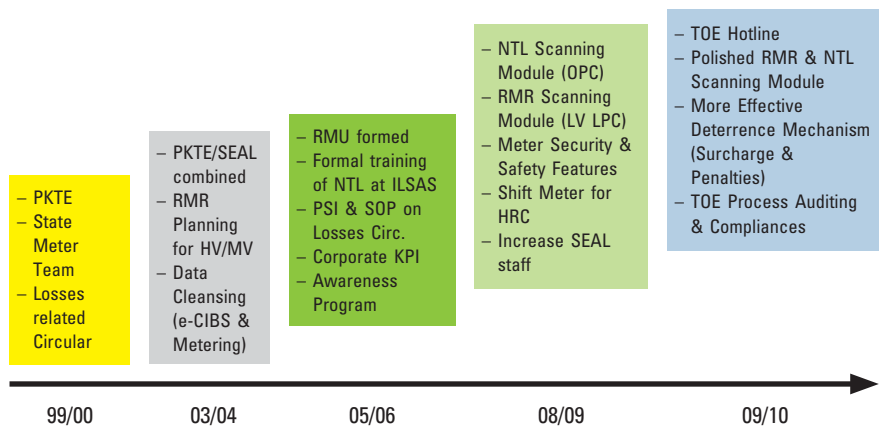 – PKTE
– State
Meter
Team
– Losses
related
Circular
– PKTE/SEAL
combined
– RMR
Planning
for HV/MV
– Data
Cleansing
(e-CIBS &
Metering)
– RMU formed
– Formal training
of NTL at ILSAS
– PSI & SOP on
Losses Circ.
– Corporate KPI
– Awareness
Program
– NTL Scanning
Module (OPC)
– RMR Scanning
Module (LV LPC)
– Meter Security &
Safety Features
– Shift Meter for
HRC
– Increase SEAL
staff
– TOE Hotline
– Polished RMR & NTL
Scanning Module
– More Effective
Deterrence Mechanism
(Surcharge &
Penalties)
– TOE Process Auditing
& Compliances
99/00
03/04
05/06
08/09
09/10